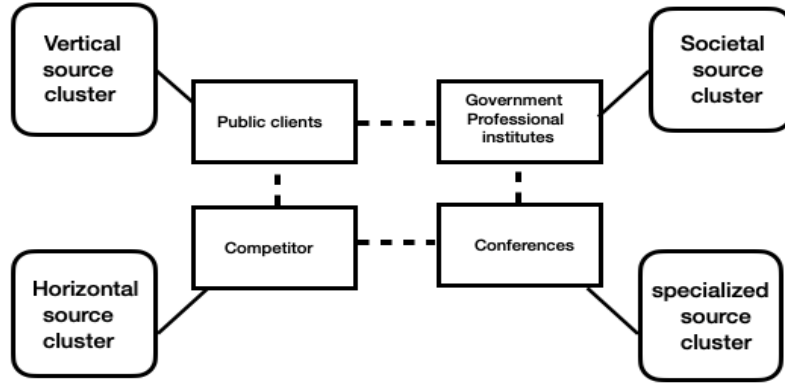 Vertical
source
cluster
Societal
source
cluster
Public clients
Government
Professional
institutes
Competitor
Conferences
Horizontal
source
cluster
specialized
source
cluster